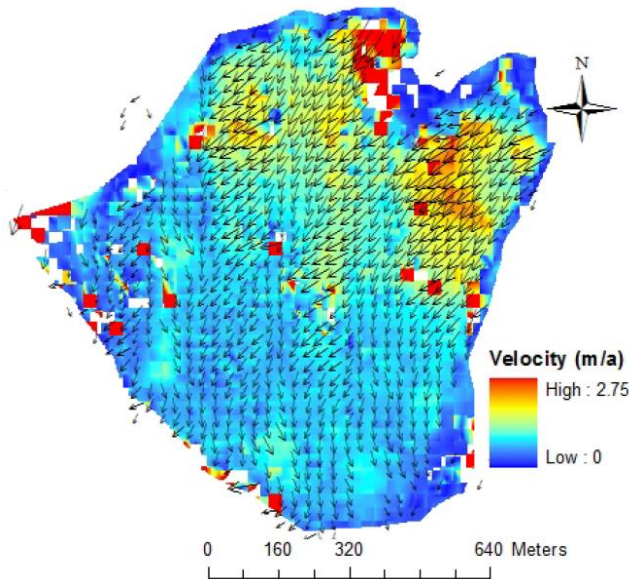 N
Velocity (m/a)
High : 2.75
Low : 0
0 160 320 640 Meters